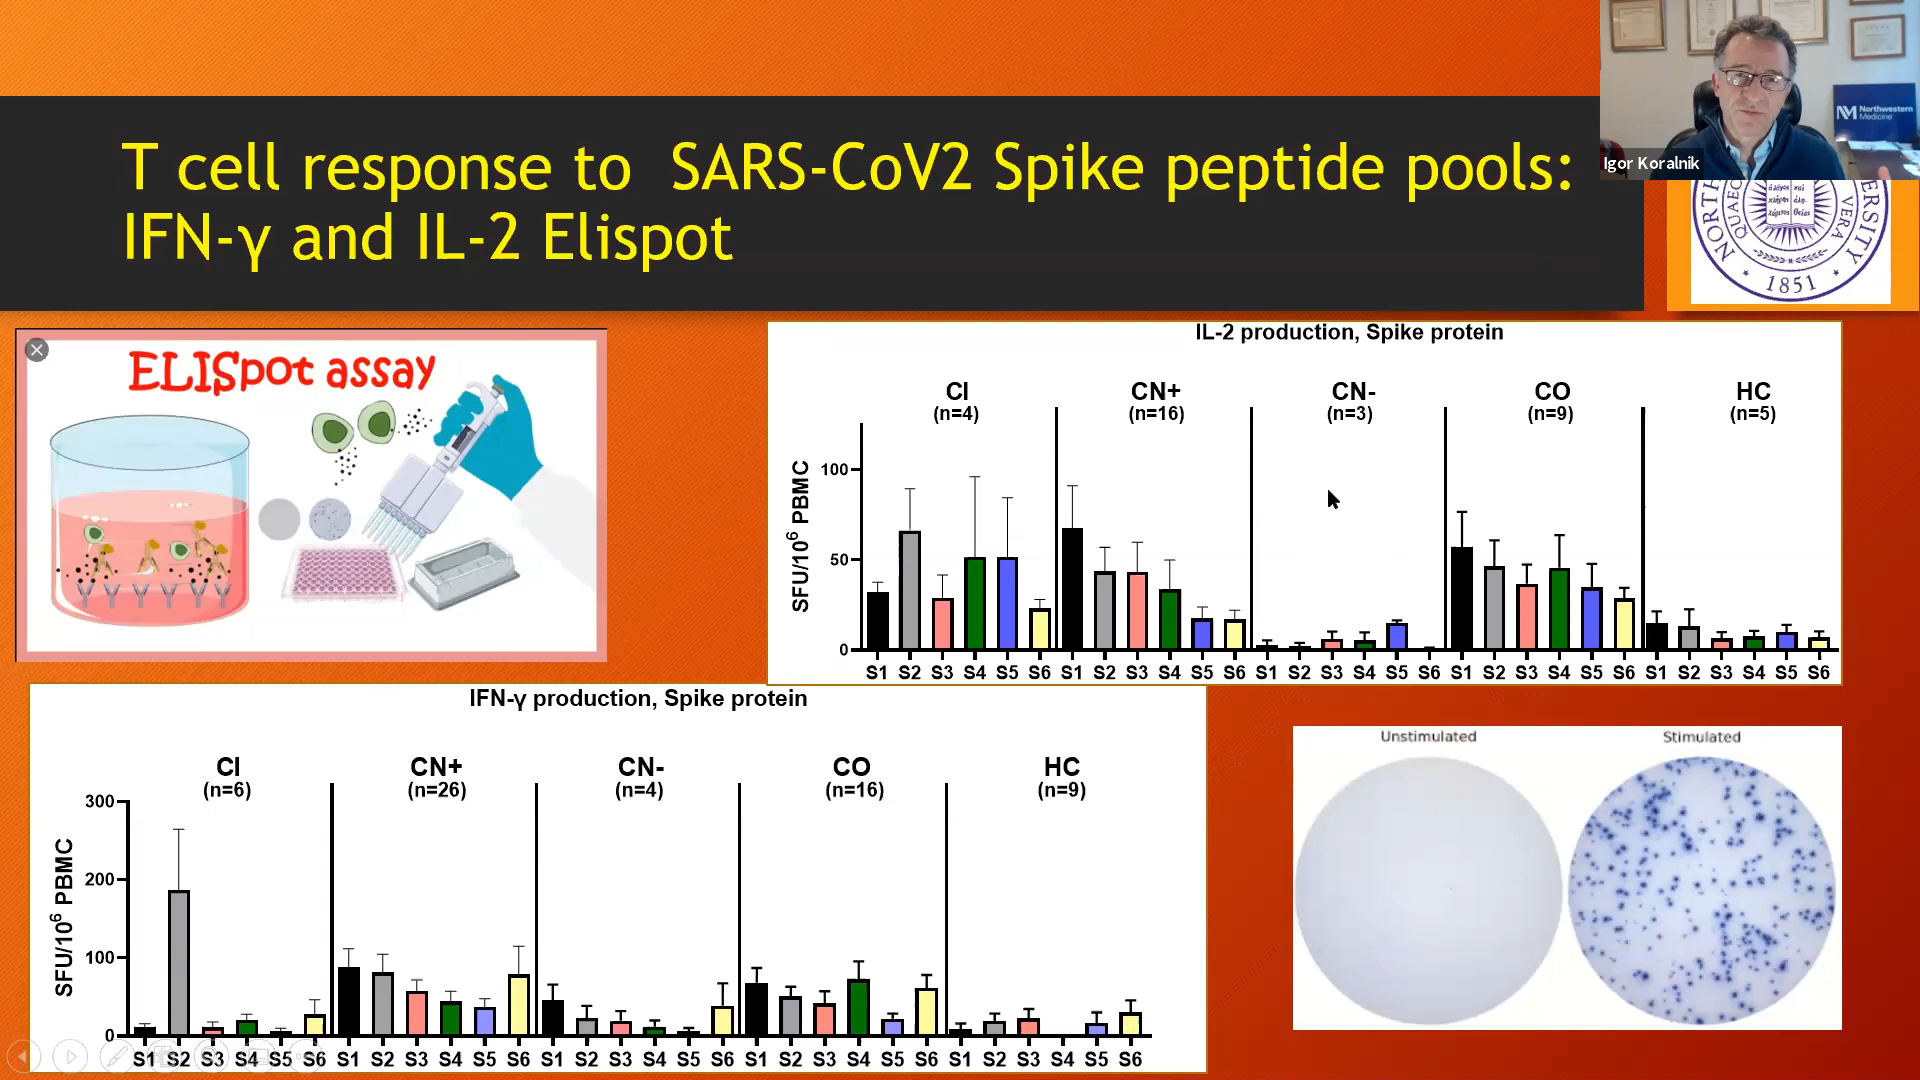 T cell response to SARS-CoV2 Spike peptide pools:
IFN-γ and IL-2 Elispot
Igor Koralnik
Northwestern
Medicine
1851
ELISpot assay
IL-2 production, Spike protein
CI CN+ CN- CO HC
(n=4) (n=16) (n=3) (n=9) (n=5)
SFU/10⁶ PBMC
100
50
0
S1 S2 S3 S4 S5 S6 S1 S2 S3 S4 S5 S6 S1 S2 S3 S4 S5 S6 S1 S2 S3 S4 S5 S6 S1 S2 S3 S4 S5 S6
IFN-γ production, Spike protein
CI CN+ CN- CO HC
(n=6) (n=26) (n=4) (n=16) (n=9)
SFU/10⁶ PBMC
300
200
100
0
S1 S2 S3 S4 S5 S6 S1 S2 S3 S4 S5 S6 S1 S2 S3 S4 S5 S6 S1 S2 S3 S4 S5 S6 S1 S2 S3 S4 S5 S6
Unstimulated Stimulated